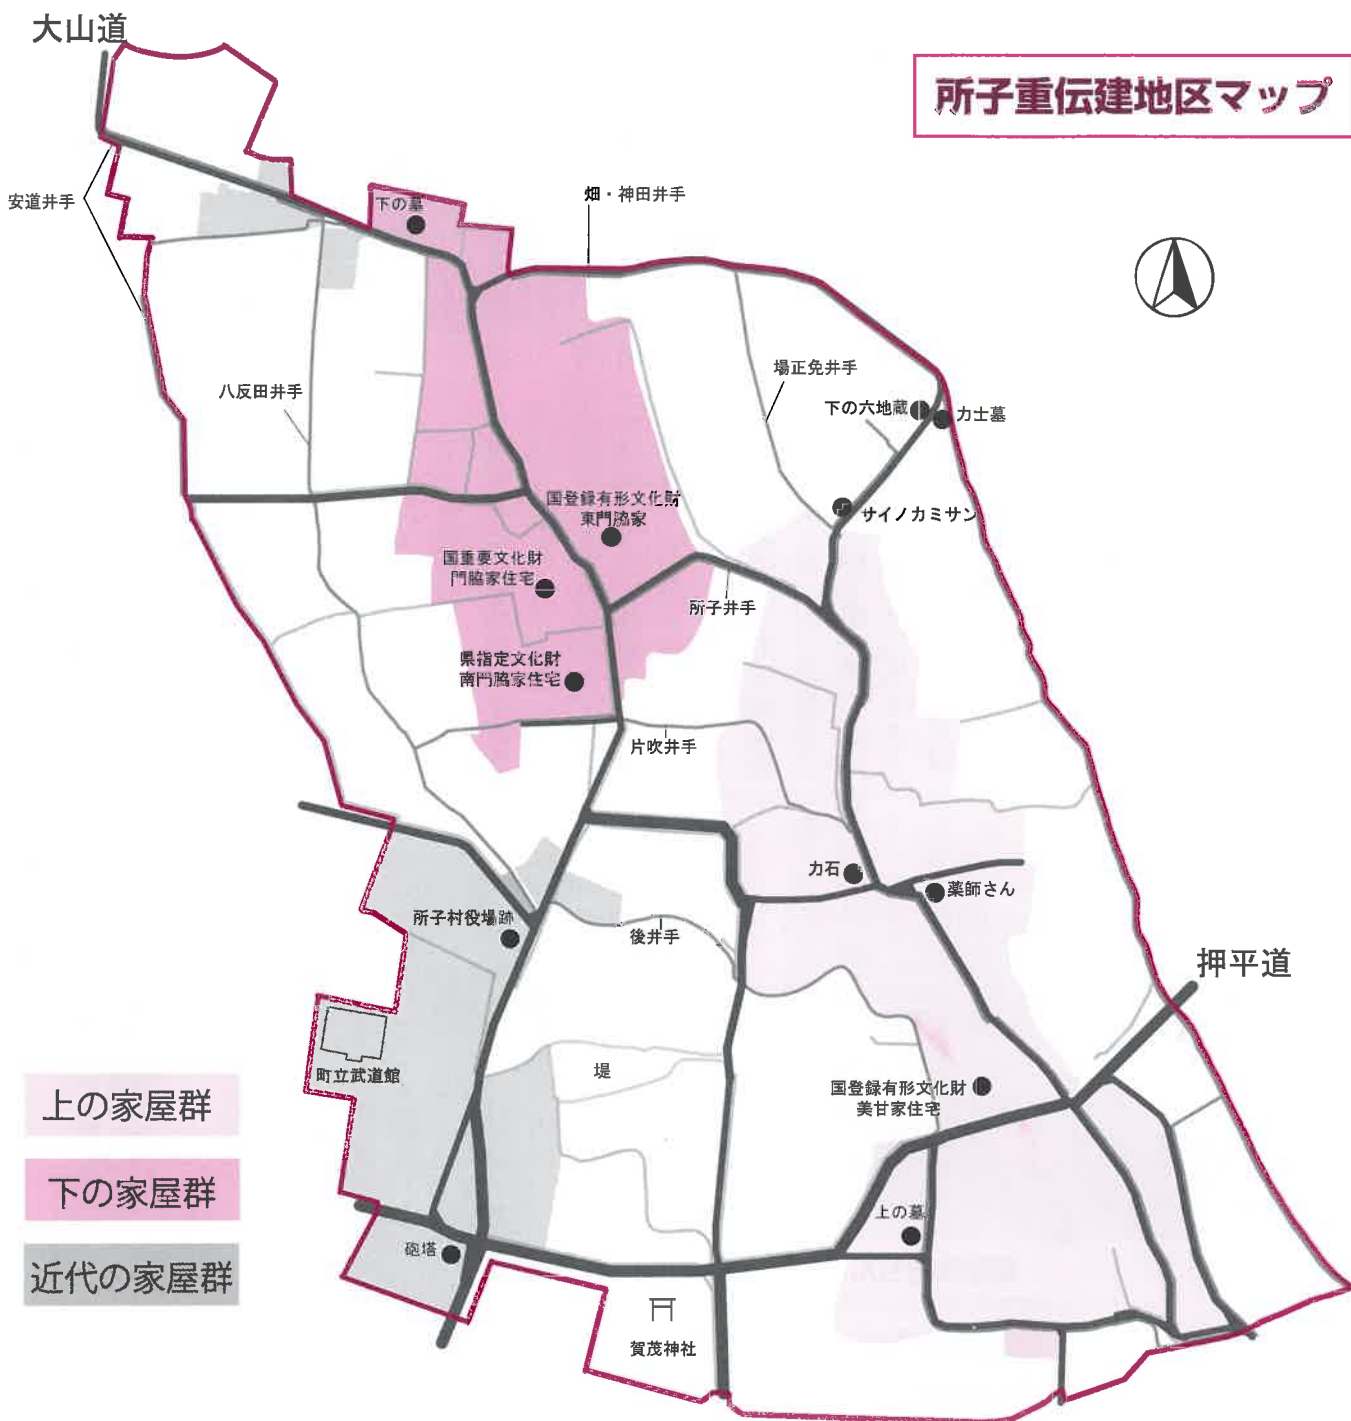 大山道
所子重伝建地区マップ
安道井手
下の墓
畑・神田井手
八反田井手
場正免井手
下の六地蔵
力士墓
サイノカミサン
国登録有形文化財
東門脇家
国重要文化財
門脇家住宅
所子井手
県指定文化財
南門脇家住宅
片吹井手
力石
薬師さん
所子村役場跡
後井手
押平道
町立武道館
堤
国登録有形文化財
美甘家住宅
上の家屋群
下の家屋群
近代の家屋群
上の墓
砲塔
賀茂神社